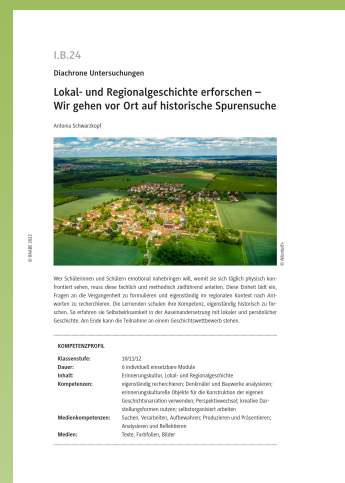 I.B.24
Diachrone Untersuchungen
Lokal- und Regionalgeschichte erforschen –
Wir gehen vor Ort auf historische Spurensuche
Antonia Schwarzkopf
© RAABE 2022
© Nikontoff+
Wer Schülerinnen und Schülern emotional nahebringen will, womit sie sich täglich physisch kon-
frontiert sehen, muss diese fachlich und methodisch zielführend anleiten. Diese Einheit lädt ein,
Fragen an die Vergangenheit zu formulieren und eigenständig im regionalen Kontext nach Ant-
worten zu recherchieren. Die Lernenden schulen ihre Kompetenz, eigenständig historisch zu for-
schen. So erfahren sie Selbstwirksamkeit in der Auseinandersetzung mit lokaler und persönlicher
Geschichte. Am Ende kann die Teilnahme an einem Geschichtswettbewerb stehen.
KOMPETENZPROFIL
Klassenstufe: 10/11/12
Dauer: 6 individuell einsetzbare Module
Inhalt: Erinnerungskultur, Lokal- und Regionalgeschichte
Kompetenzen: eigenständig recherchieren; Denkmäler und Bauwerke analysieren;
erinnerungskulturelle Objekte für die Konstruktion der eigenen
Geschichtsnarration verwenden; Perspektivwechsel; kreative Dar-
stellungsformen nutzen; selbstorganisiert arbeiten
Medienkompetenzen: Suchen, Verarbeiten, Aufbewahren; Produzieren und Präsentieren;
Analysieren und Reflektieren
Medien: Texte, Farbfolien, Bilder